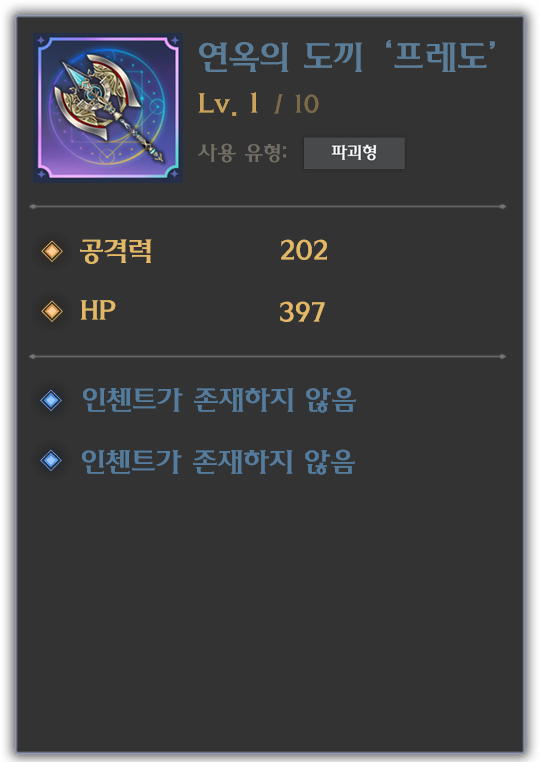 연옥의 도끼 ‘프레도’
Lv. 1 / 10
사용 유형: 파괴형
공격력 202
HP 397
인첸트가 존재하지 않음
인첸트가 존재하지 않음